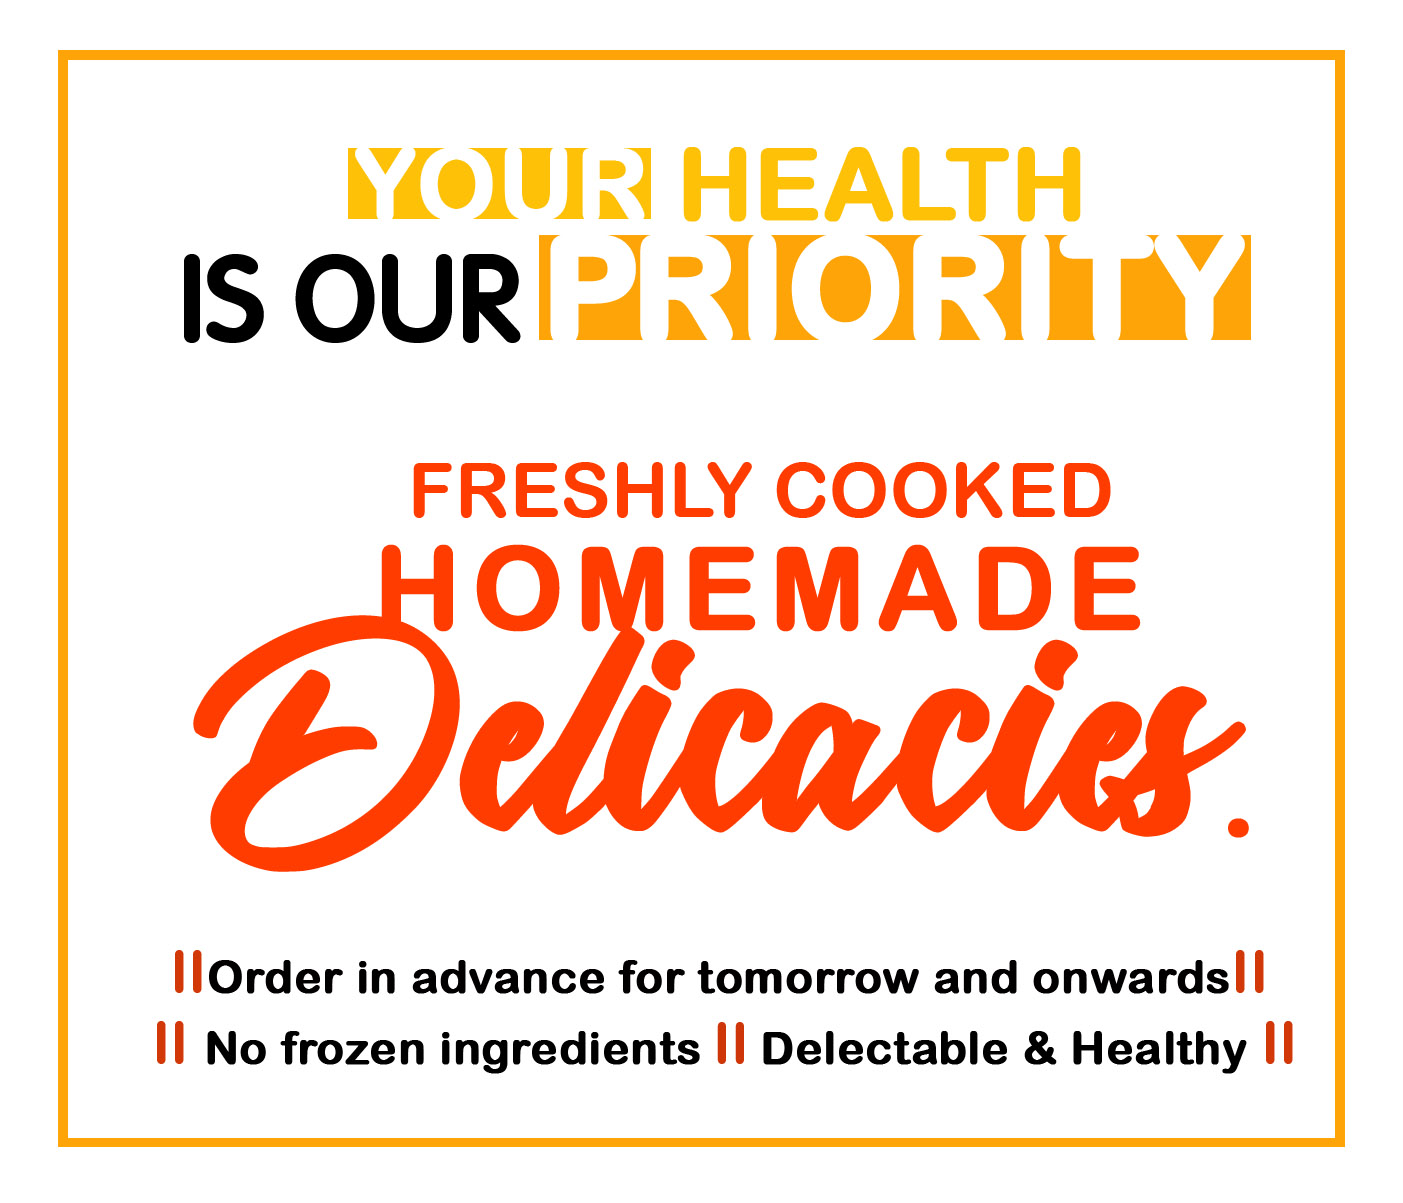 YOUR HEALTH
IS OUR PRIORITY
FRESHLY COOKED
HOMEMADE
Delicacies.
||Order in advance for tomorrow and onwards||
|| No frozen ingredients || Delectable & Healthy ||